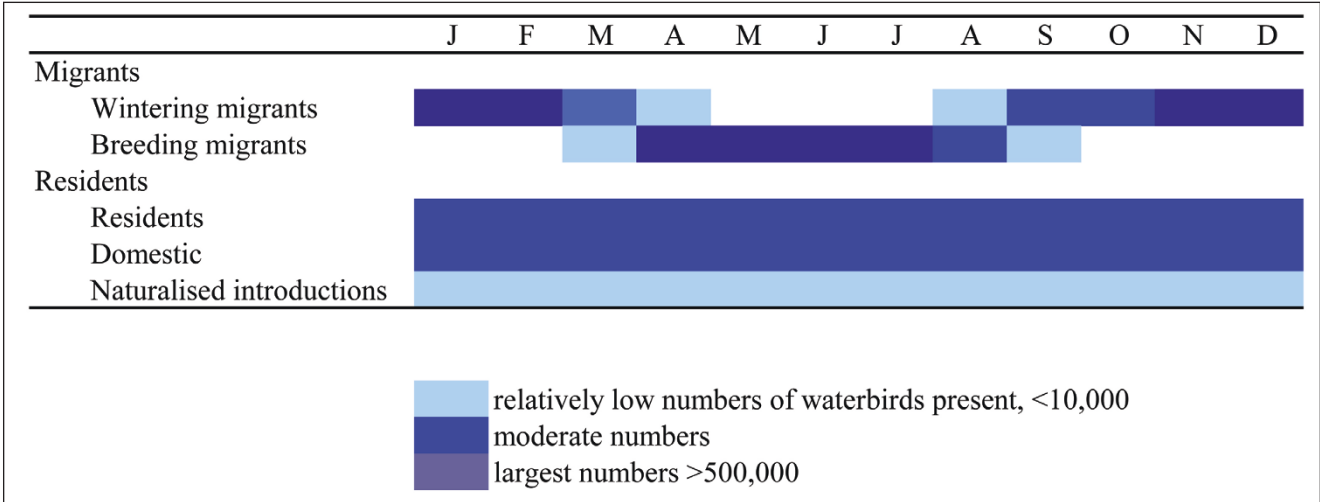 J F M A M J J A S O N D
Migrants
Wintering migrants
Breeding migrants
Residents
Residents
Domestic
Naturalised introductions
relatively low numbers of waterbirds present, <10,000
moderate numbers
largest numbers >500,000